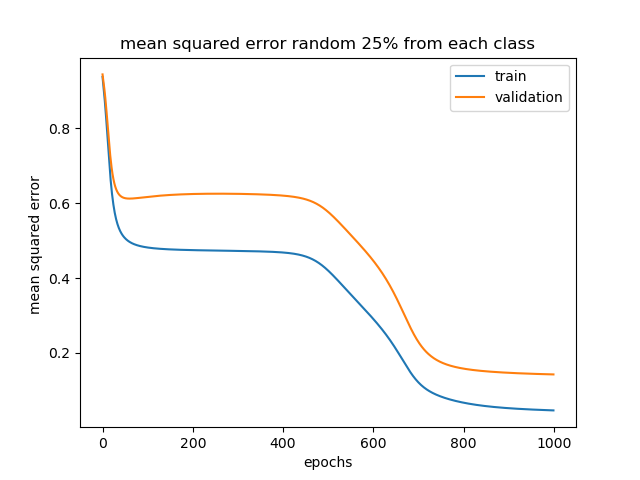 mean squared error random 25% from each class
train
validation
mean squared error
0.8
0.6
0.4
0.2
0 200 400 600 800 1000
epochs